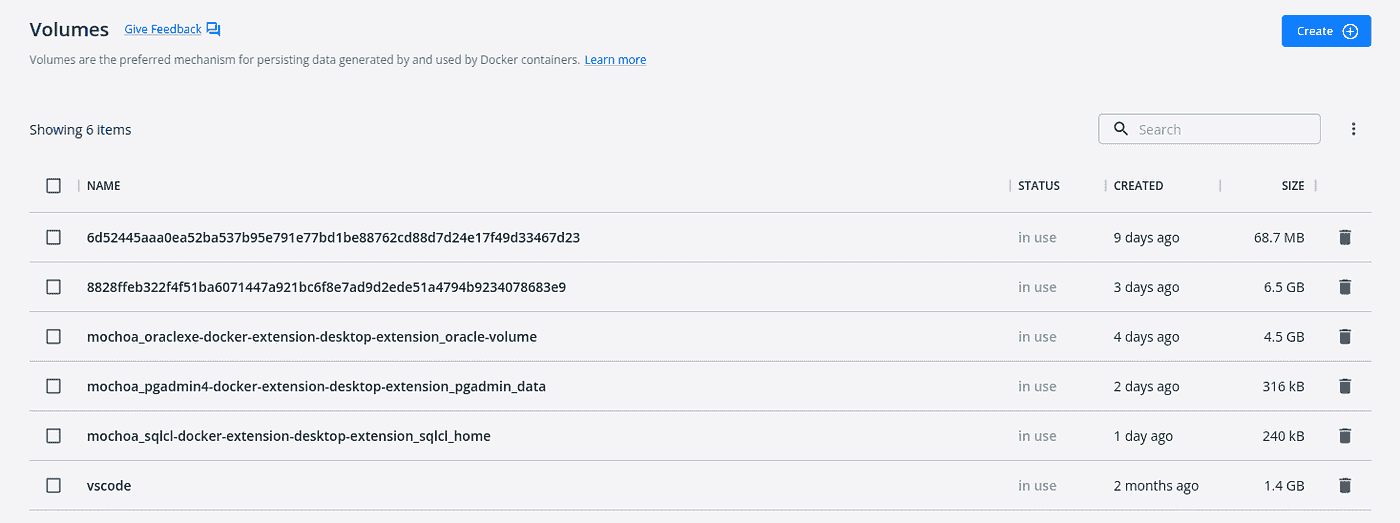 Volumes Give Feedback
Create
Volumes are the preferred mechanism for persisting data generated by and used by Docker containers. Learn more
Showing 6 items
Search
NAME STATUS CREATED SIZE
6d52445aaa0ea52ba537b95e791e77bd1be88762cd88d7d24e17f49d33467d23 in use 9 days ago 68.7 MB
8828ffeb322f4f51ba6071447a921bc6f8e7ad9d2ede51a4794b9234078683e9 in use 3 days ago 6.5 GB
mochoa_oraclexe-docker-extension-desktop-extension_oracle-volume in use 4 days ago 4.5 GB
mochoa_pgadmin4-docker-extension-desktop-extension_pgadmin_data in use 2 days ago 316 kB
mochoa_sqlcl-docker-extension-desktop-extension_sqlcl_home in use 1 day ago 240 kB
vscode in use 2 months ago 1.4 GB